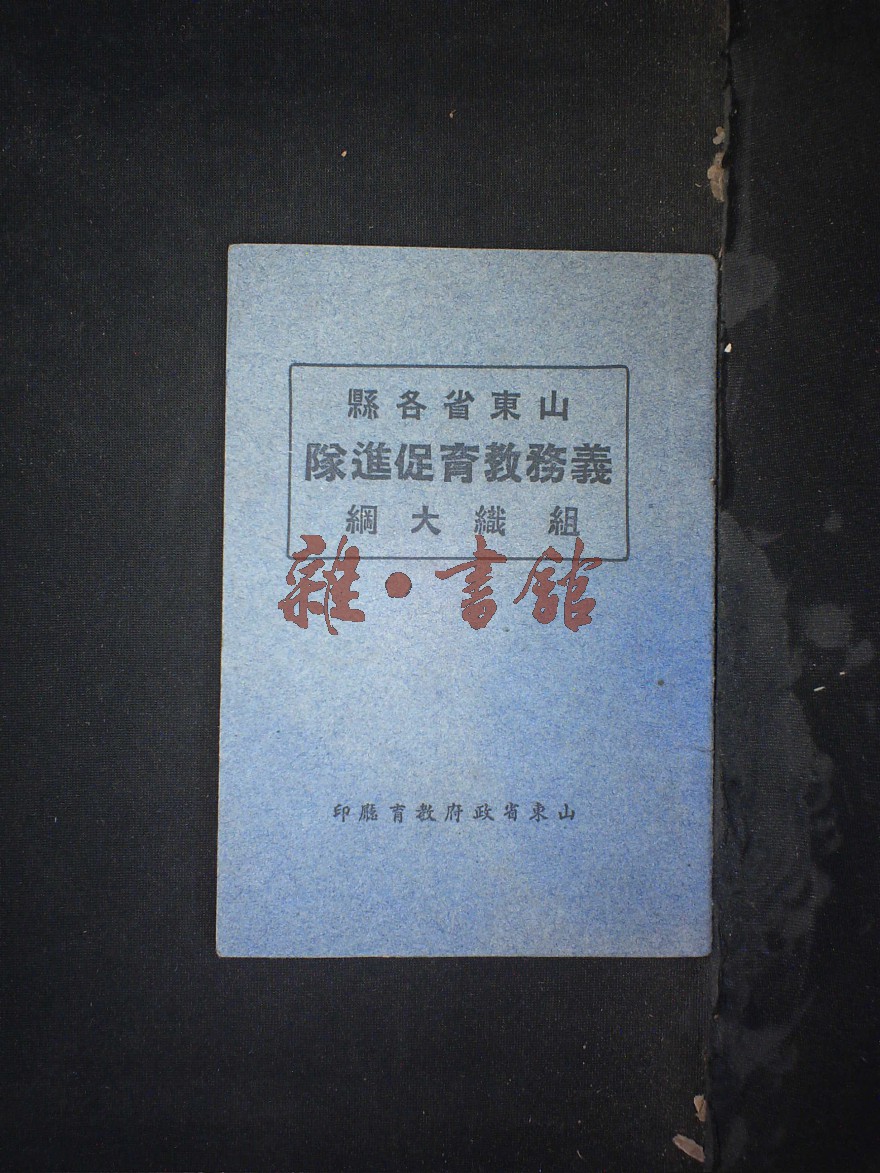 山東省各縣
義務教育促進隊
組織大綱
雜·書館
山東省政府教育廳印